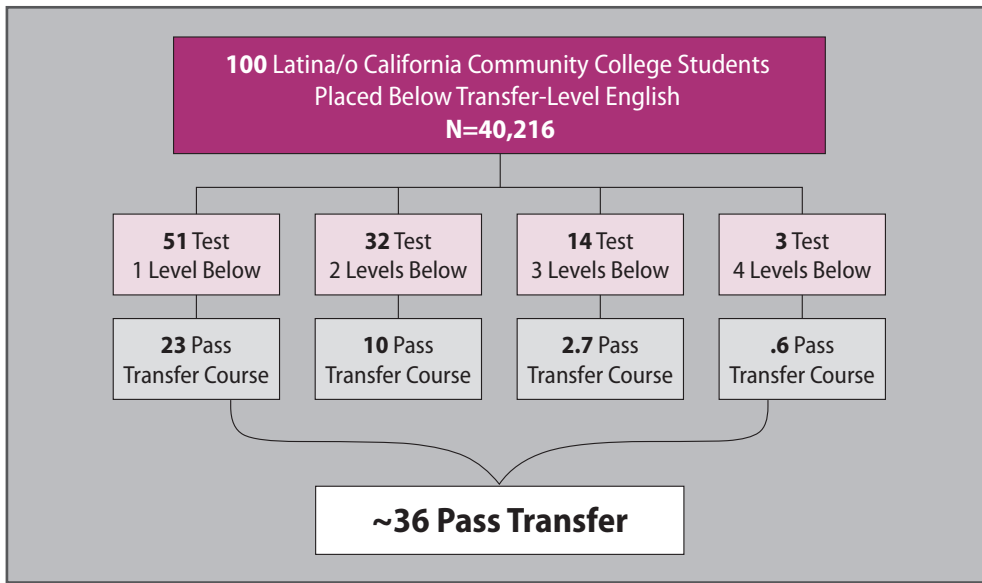 100 Latina/o California Community College Students
Placed Below Transfer-Level English
N=40,216
51 Test
1 Level Below
32 Test
2 Levels Below
14 Test
3 Levels Below
3 Test
4 Levels Below
23 Pass
Transfer Course
10 Pass
Transfer Course
2.7 Pass
Transfer Course
.6 Pass
Transfer Course
~36 Pass Transfer